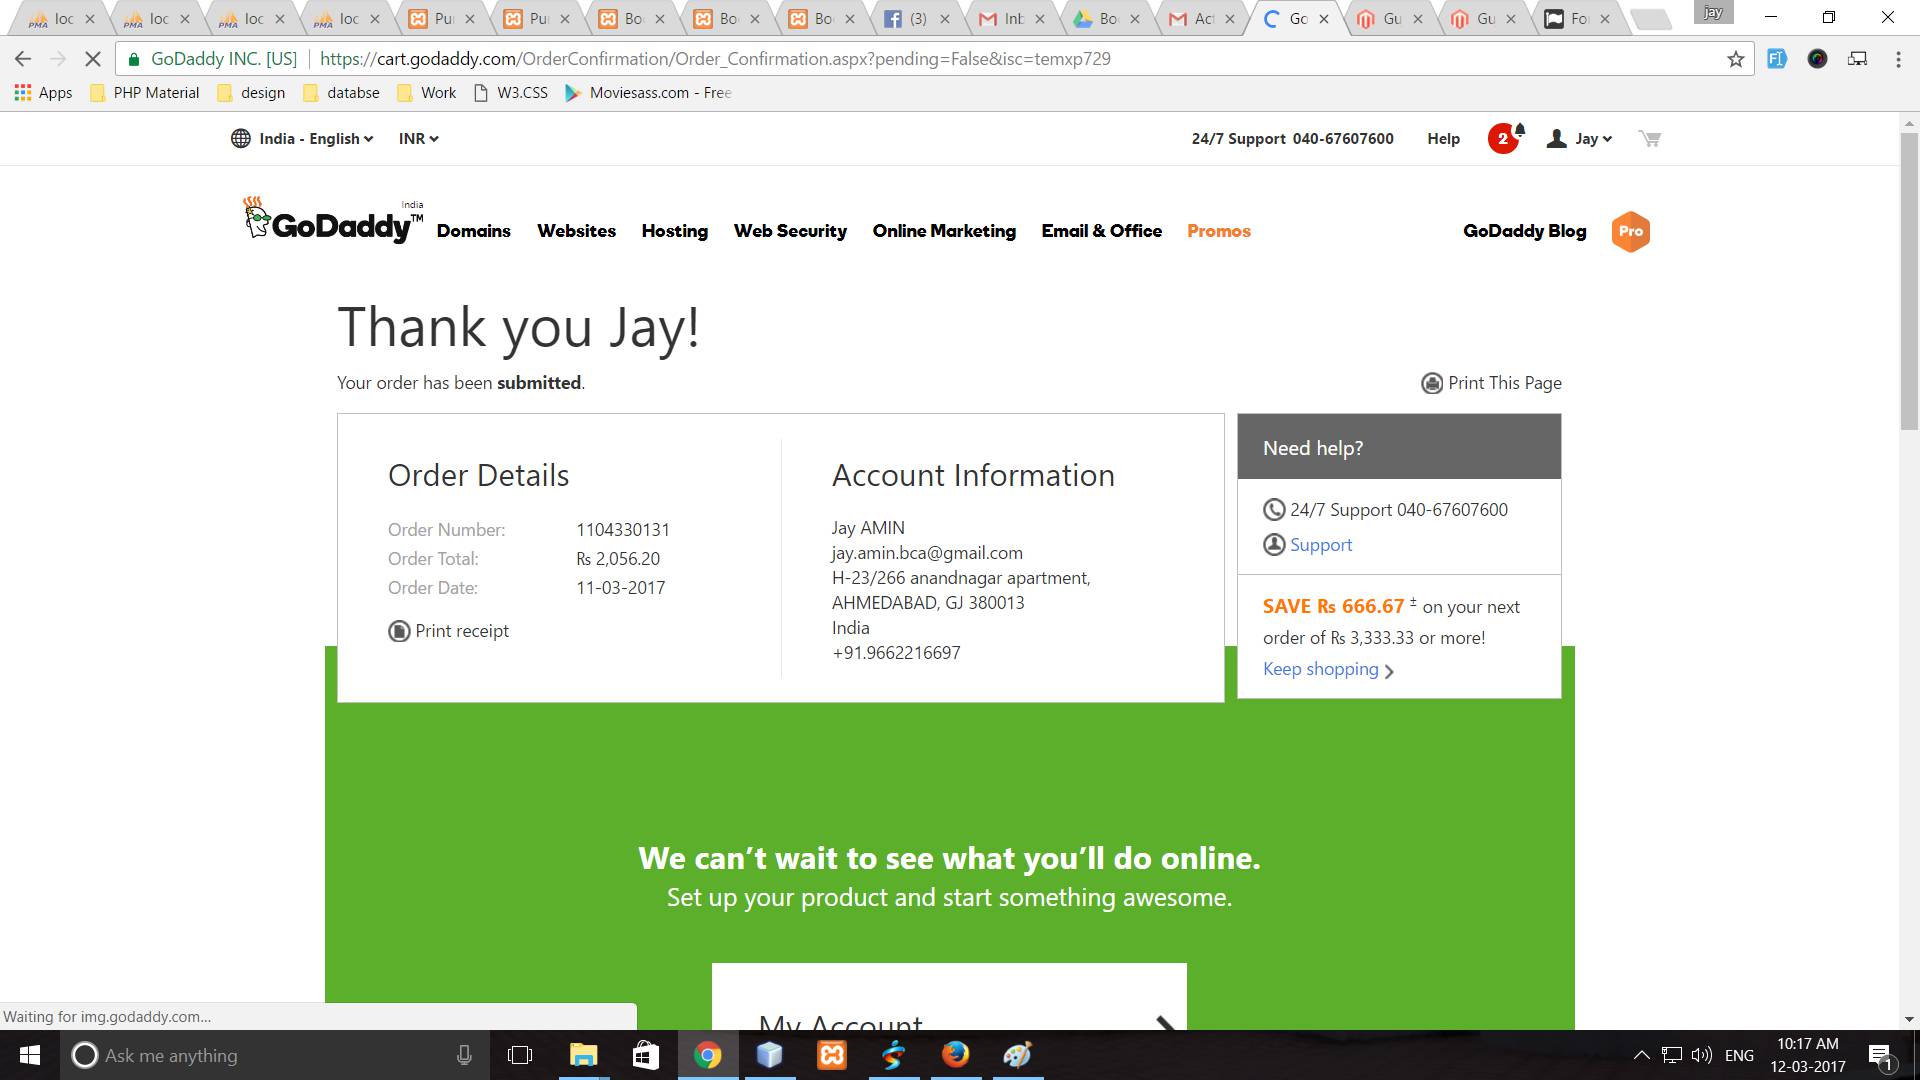 loc
loc
loc
loc
Pur
Pur
Boo
Boo
Boo
(3)
Inb
Boo
Act
Go
Gu
Gu
For
jay
GoDaddy INC. [US] https://cart.godaddy.com/OrderConfirmation/Order_Confirmation.aspx?pending=False&isc=temxp729
Apps PHP Material design databse Work W3.CSS Moviesass.com - Free
India - English INR 24/7 Support 040-67607600 Help 2 Jay
India
GoDaddy™ Domains Websites Hosting Web Security Online Marketing Email & Office Promos GoDaddy Blog Pro
Thank you Jay!
Your order has been submitted.
Print This Page
Order Details
Order Number: 1104330131
Order Total: Rs 2,056.20
Order Date: 11-03-2017
Print receipt
Account Information
Jay AMIN
jay.amin.bca@gmail.com
H-23/266 anandnagar apartment,
AHMEDABAD, GJ 380013
India
+91.9662216697
Need help?
24/7 Support 040-67607600
Support
SAVE Rs 666.67 ± on your next
order of Rs 3,333.33 or more!
Keep shopping
We can’t wait to see what you’ll do online.
Set up your product and start something awesome.
My Account
Waiting for img.godaddy.com...
Ask me anything
ENG
10:17 AM
12-03-2017
1